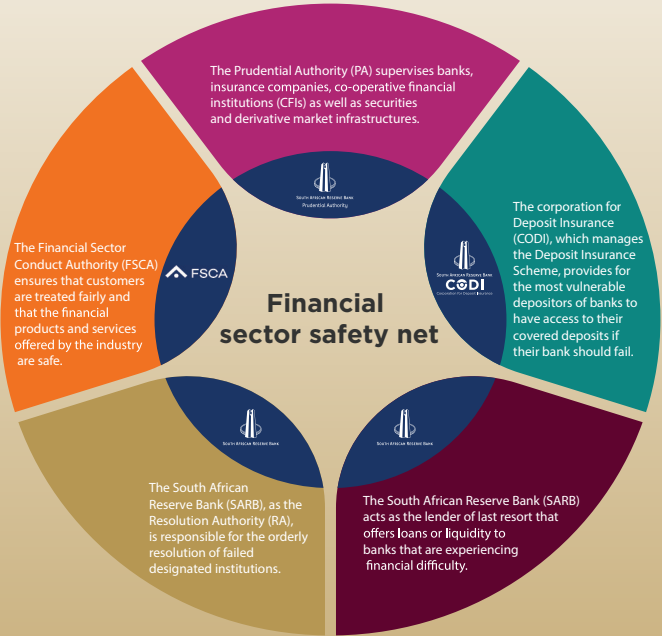 The Prudential Authority (PA) supervises banks,
insurance companies, co-operative financial
institutions (CFIs) as well as securities
and derivative market infrastructures.
SOUTH AFRICAN RESERVE BANK
Prudential Authority
The corporation for
Deposit Insurance
(CODI), which manages
the Deposit Insurance
Scheme, provides for
the most vulnerable
depositors of banks to
have access to their
covered deposits if
their bank should fail.
SOUTH AFRICAN RESERVE BANK
CODI
Corporation For Deposit Insurance
The South African Reserve Bank (SARB)
acts as the lender of last resort that
offers loans or liquidity to
banks that are experiencing
financial difficulty.
SOUTH AFRICAN RESERVE BANK
The South African
Reserve Bank (SARB), as the
Resolution Authority (RA),
is responsible for the orderly
resolution of failed
designated institutions.
SOUTH AFRICAN RESERVE BANK
The Financial Sector
Conduct Authority (FSCA)
ensures that customers
are treated fairly and
that the financial
products and services
offered by the industry
are safe.
FSCA
Financial
sector safety net